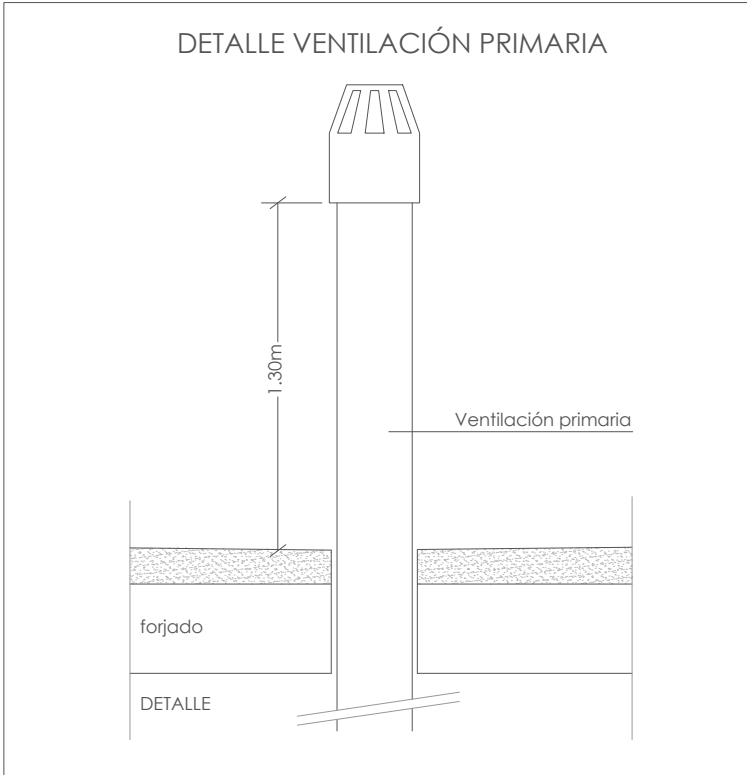 DETALLE VENTILACIÓN PRIMARIA
1.30m
Ventilación primaria
forjado
DETALLE